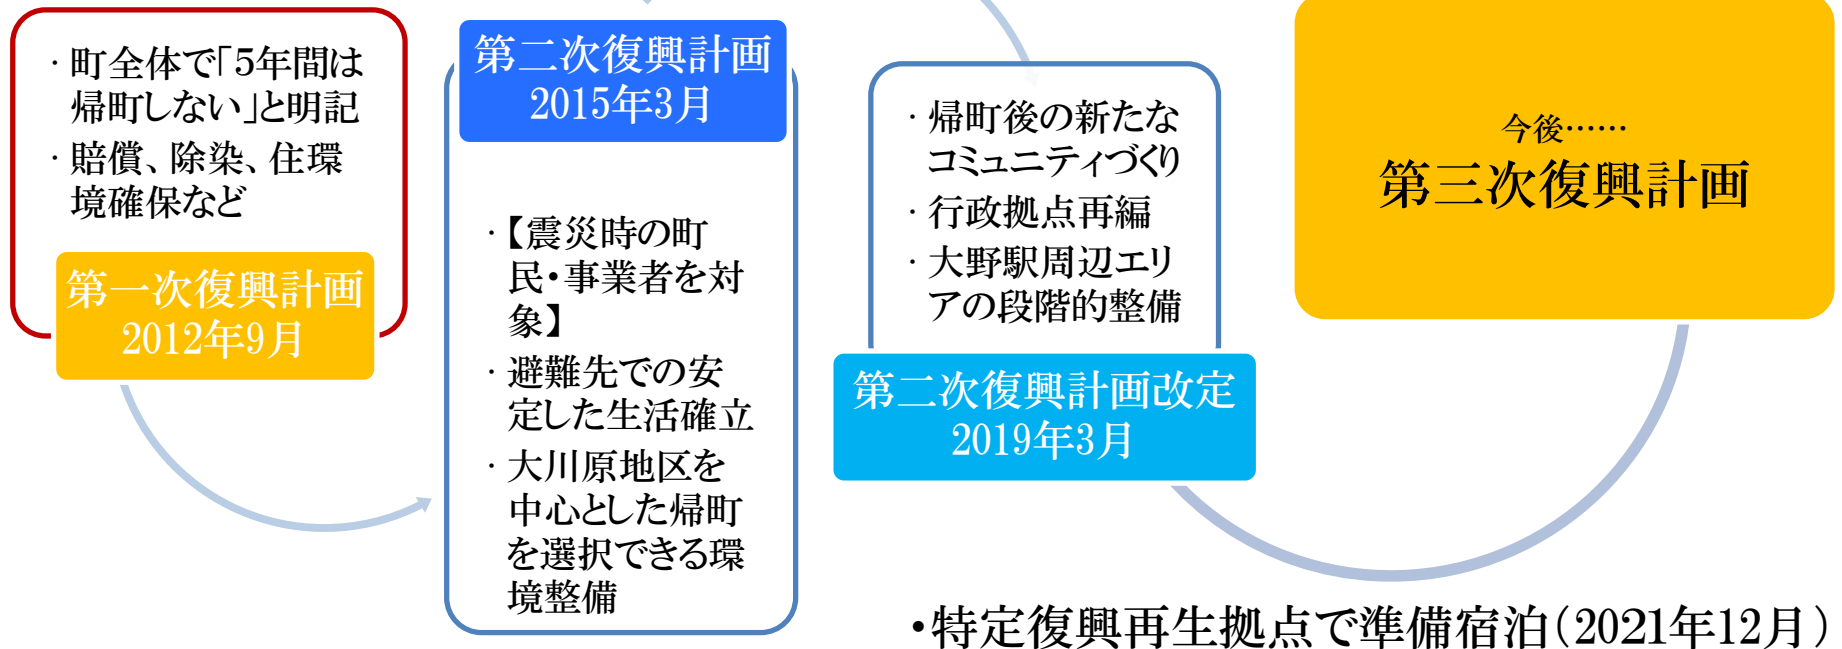 ・町全体で「5年間は
帰町しない」と明記
・賠償、除染、住環
境確保など
第一次復興計画
2012年9月
第二次復興計画
2015年3月
・【震災時の町
民・事業者を対
象】
・避難先での安
定した生活確立
・大川原地区を
中心とした帰町
を選択できる環
境整備
・帰町後の新たな
コミュニティづくり
・行政拠点再編
・大野駅周辺エリ
アの段階的整備
第二次復興計画改定
2019年3月
今後……
第三次復興計画
・特定復興再生拠点で準備宿泊（2021年12月）